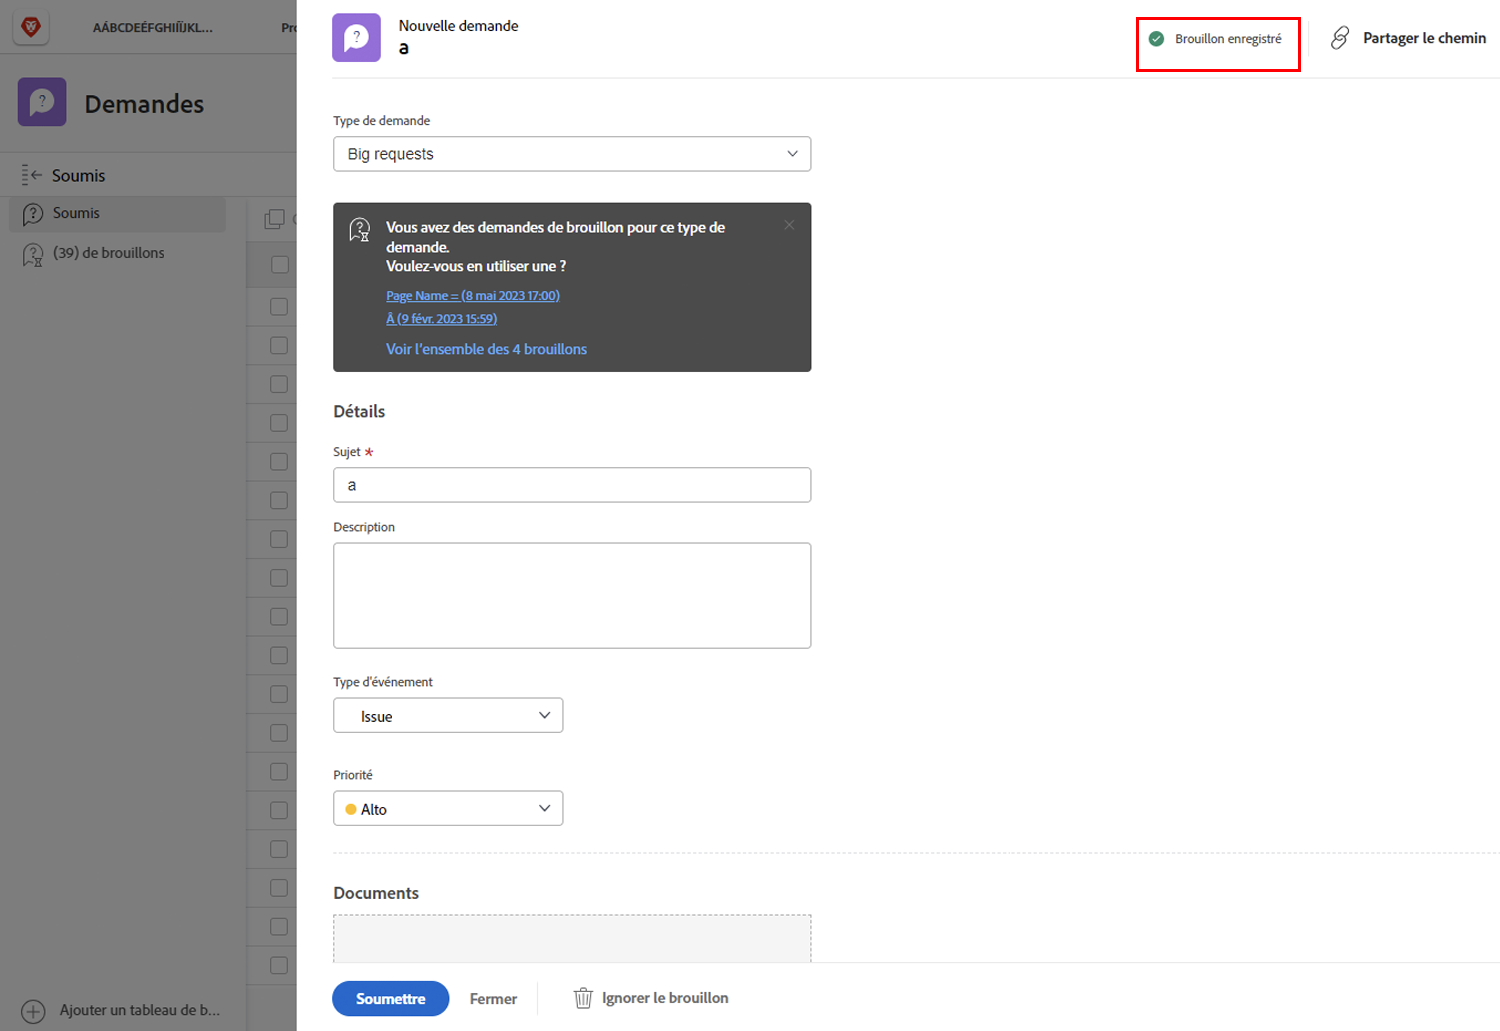 AÁBCDEÉFGHIÍÏJKL...
Demandes
Soumis
Soumis
(39) de brouillons
Ajouter un tableau de b...
Nouvelle demande
a
Brouillon enregistré
Partager le chemin
Type de demande
Big requests
Vous avez des demandes de brouillon pour ce type de
demande.
Voulez-vous en utiliser une ?
Page Name = (8 mai 2023 17:00)
Â (9 févr. 2023 15:59)
Voir l'ensemble des 4 brouillons
Détails
Sujet *
a
Description
Type d'événement
Issue
Priorité
Alto
Documents
Soumettre
Fermer
Ignorer le brouillon